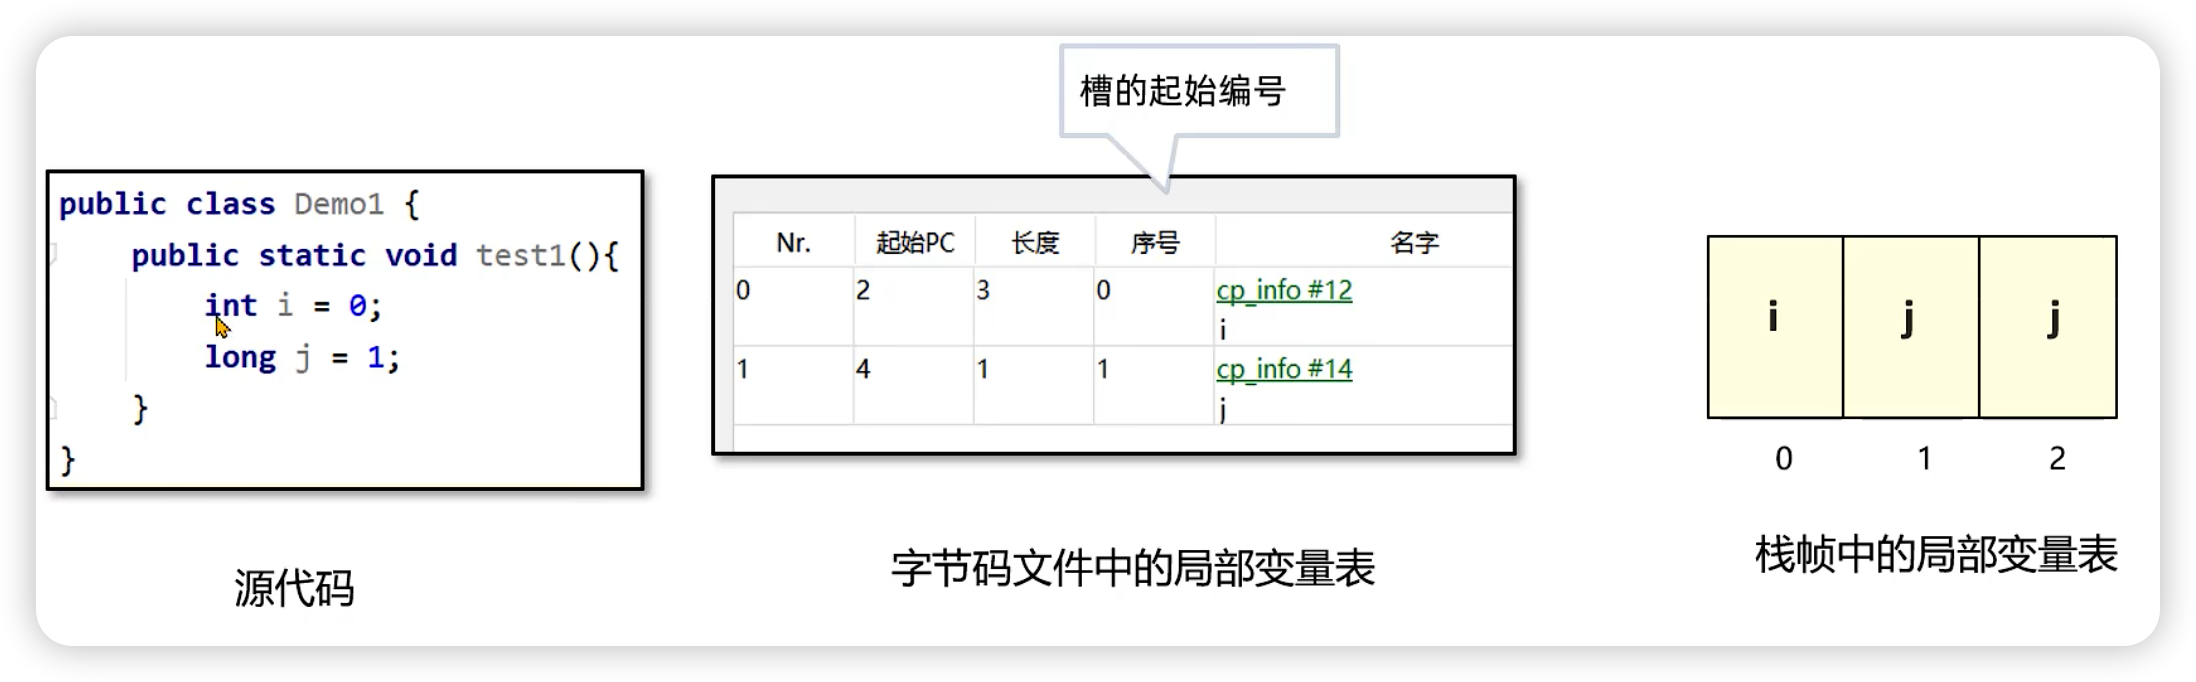 槽的起始编号
public class Demo1 {
public static void test1(){
int i = 0;
long j = 1;
}
}
源代码
Nr. 起始PC 长度 序号 名字
0 2 3 0 cp_info #12
i
1 4 1 1 cp_info #14
j
字节码文件中的局部变量表
i j j
0 1 2
栈帧中的局部变量表